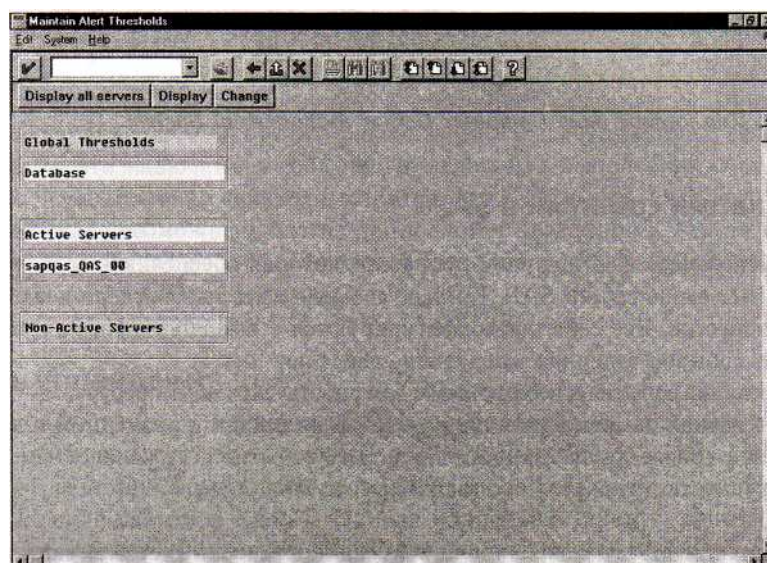 Maintain Alert Thresholds
Edit System Help
Display all servers Display Change
Global Thresholds
Database
Active Servers
sapqas_QAS_00
Non-Active Servers